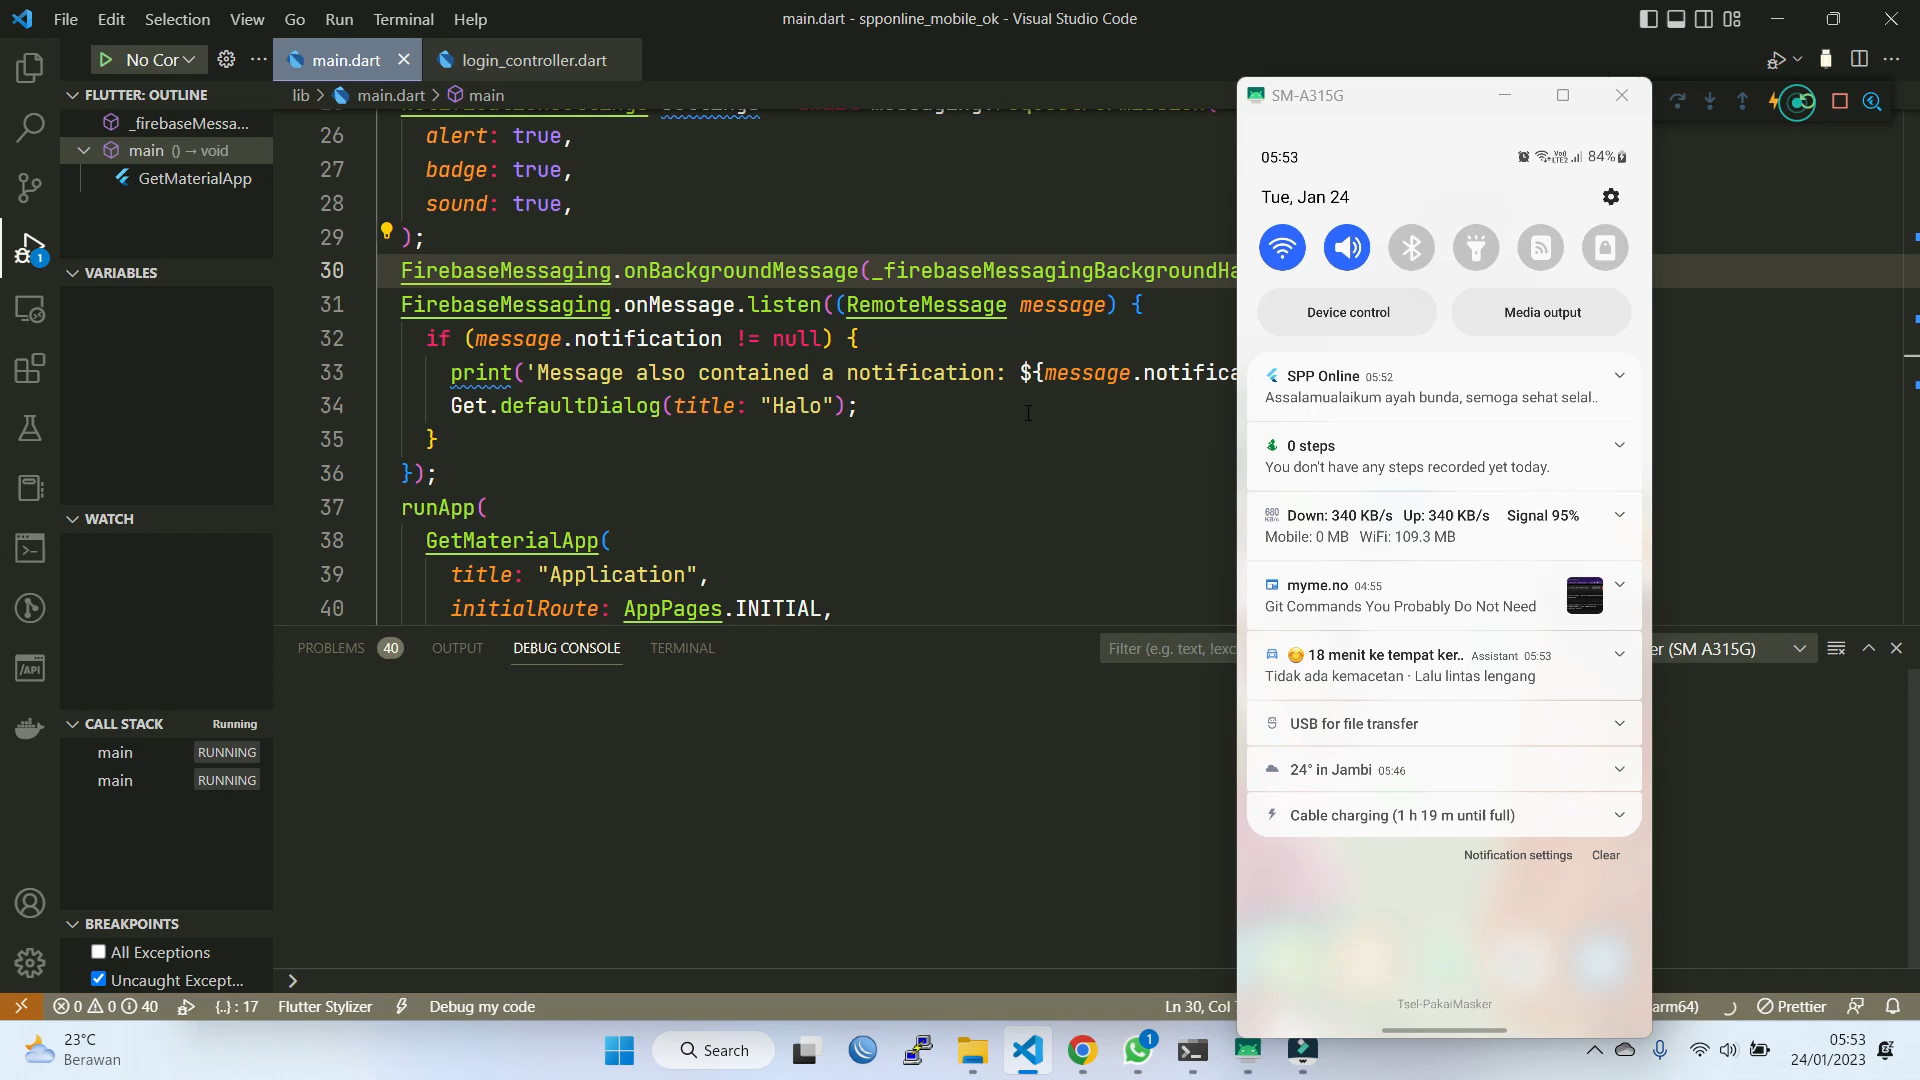 File Edit Selection View Go Run Terminal Help
main.dart - spponline_mobile_ok - Visual Studio Code
No Cor
main.dart
login_controller.dart
FLUTTER: OUTLINE
_firebaseMessa...
main () → void
GetMaterialApp
lib > main.dart > main
26 alert: true,
27 badge: true,
28 sound: true,
29 );
30 FirebaseMessaging.onBackgroundMessage(_firebaseMessagingBackgroundHa
31 FirebaseMessaging.onMessage.listen((RemoteMessage message) {
32 if (message.notification != null) {
33 print('Message also contained a notification: ${message.notifica
34 Get.defaultDialog(title: "Halo");
35 }
36 });
37 runApp(
38 GetMaterialApp(
39 title: "Application",
40 initialRoute: AppPages.INITIAL,
VARIABLES
WATCH
CALL STACK Running
main RUNNING
main RUNNING
BREAKPOINTS
All Exceptions
Uncaught Except...
1
API
PROBLEMS 40 OUTPUT DEBUG CONSOLE TERMINAL
Filter (e.g. text, !exc
er (SM A315G)
SM-A315G
05:53
Vo) LTE2 84%
Tue, Jan 24
Device control
Media output
SPP Online 05:52
Assalamualaikum ayah bunda, semoga sehat selal..
0 steps
You don't have any steps recorded yet today.
680 KB/s Down: 340 KB/s Up: 340 KB/s Signal 95%
Mobile: 0 MB WiFi: 109.3 MB
myme.no 04:55
Git Commands You Probably Do Not Need
😊 18 menit ke tempat ker.. Assistant 05:53
Tidak ada kemacetan · Lalu lintas lengang
USB for file transfer
24° in Jambi 05:46
Cable charging (1 h 19 m until full)
Notification settings Clear
Tsel-PakaiMasker
0 0 40 {..} : 17 Flutter Stylizer Debug my code
Ln 30, Col
arm64) Prettier
23°C
Berawan
Search
1
05:53
24/01/2023